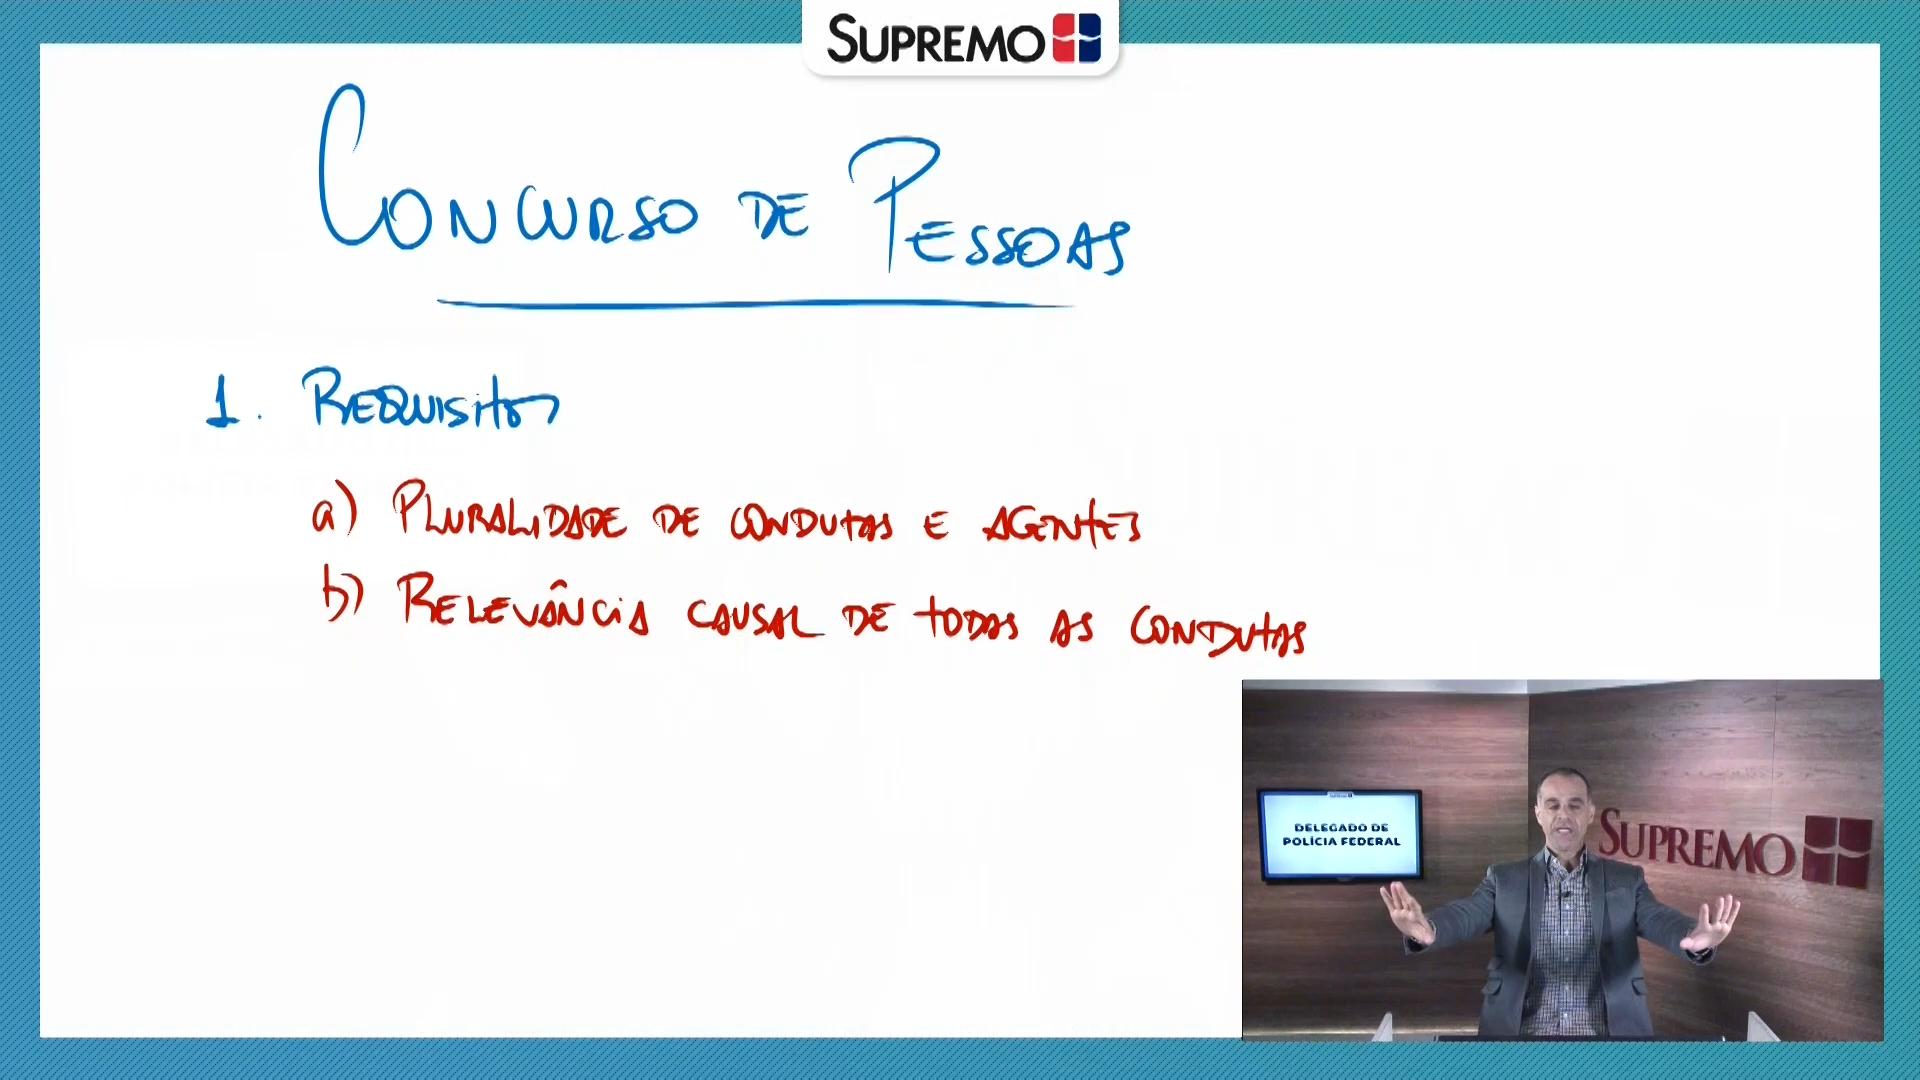 SUPREMO
CONCURSO DE PESSOAS
1. REQUISITOS
a) PLURALIDADE DE CONDUTAS E AGENTES
b) RELEVÂNCIA CAUSAL DE TODAS AS CONDUTAS
DELEGADO DE
POLÍCIA FEDERAL
SUPREMO